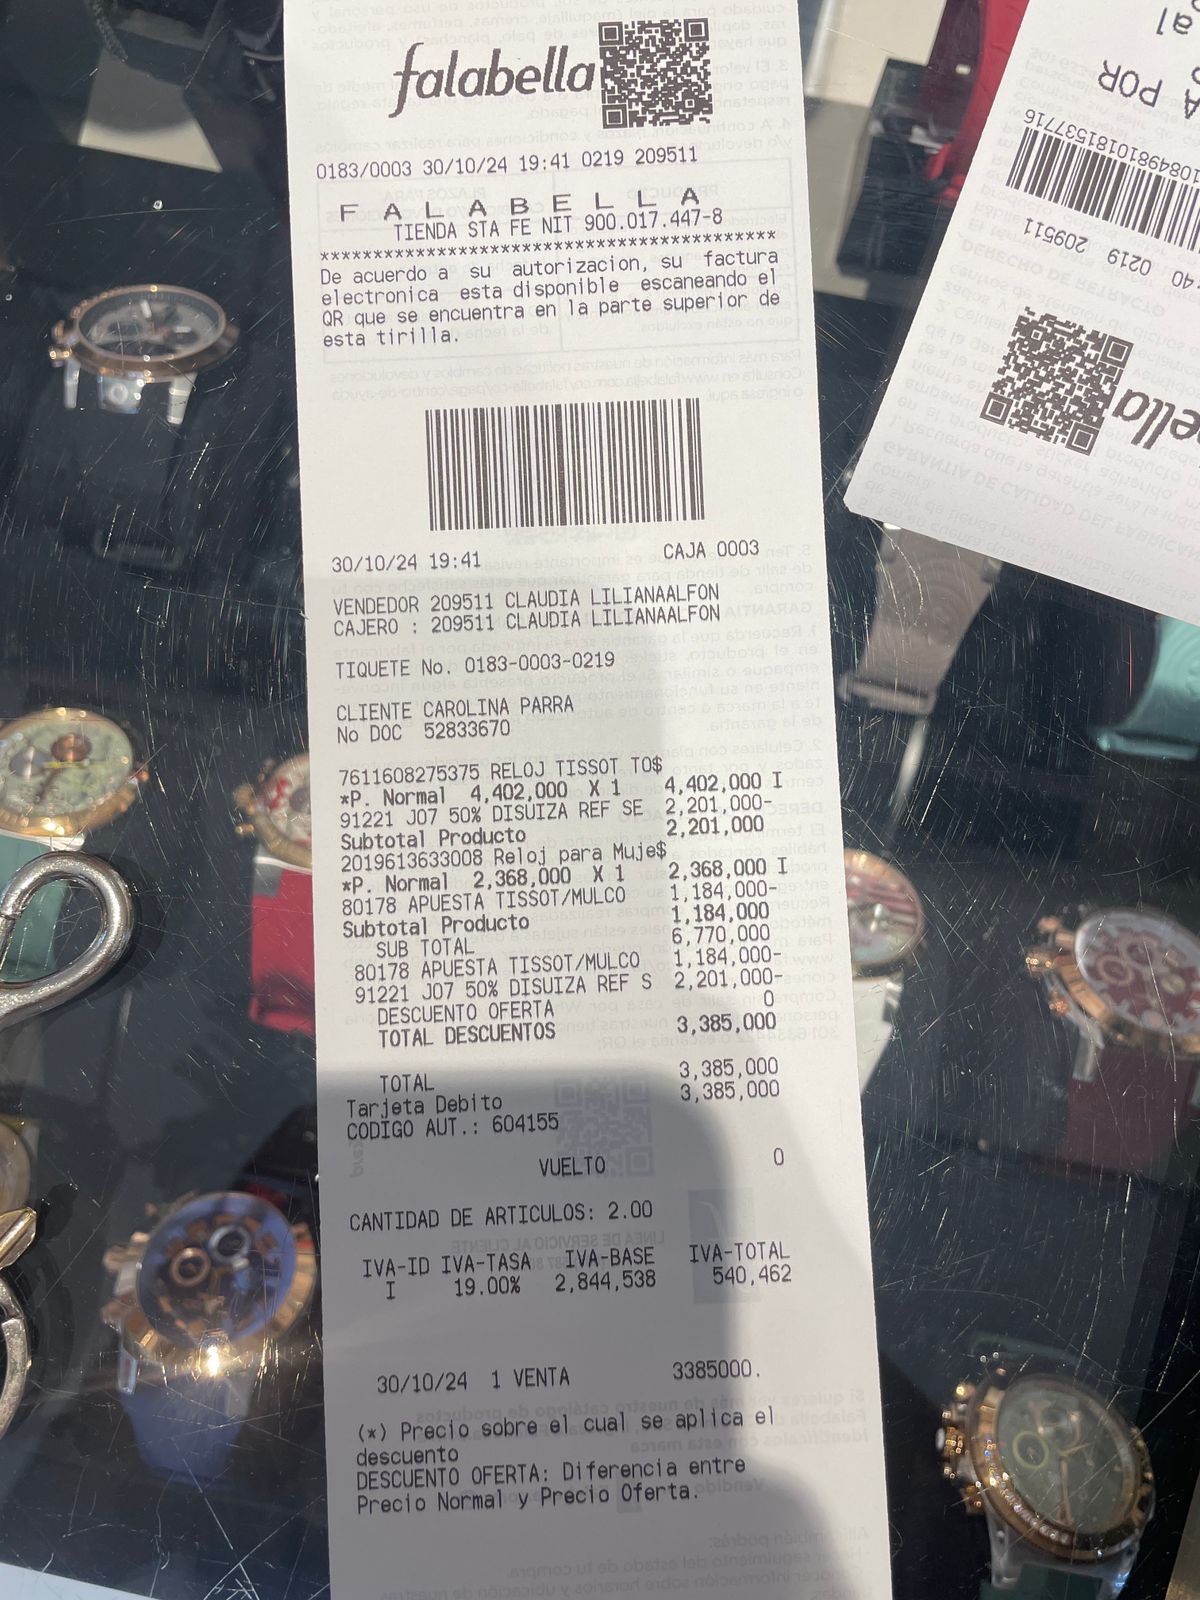 falabella
0183/0003 30/10/24 19:41 0219 209511
F A L A B E L L A
TIENDA STA FE NIT 900.017.447-8
******************************************
De acuerdo a su autorizacion, su factura
electronica esta disponible escaneando el
QR que se encuentra en la parte superior de
esta tirilla.
30/10/24 19:41 CAJA 0003
VENDEDOR 209511 CLAUDIA LILIANAALFON
CAJERO : 209511 CLAUDIA LILIANAALFON
TIQUETE No. 0183-0003-0219
CLIENTE CAROLINA PARRA
No DOC 52833670
7611608275375 RELOJ TISSOT TO$
*P. Normal 4,402,000 X 1 4,402,000 I
91221 J07 50% DISUIZA REF SE 2,201,000-
Subtotal Producto 2,201,000
2019613633008 Reloj para Muje$
*P. Normal 2,368,000 X 1 2,368,000 I
80178 APUESTA TISSOT/MULCO 1,184,000-
Subtotal Producto 1,184,000
SUB TOTAL 6,770,000
80178 APUESTA TISSOT/MULCO 1,184,000-
91221 J07 50% DISUIZA REF S 2,201,000-
DESCUENTO OFERTA 0
TOTAL DESCUENTOS 3,385,000
TOTAL 3,385,000
Tarjeta Debito 3,385,000
CODIGO AUT.: 604155
VUELTO 0
CANTIDAD DE ARTICULOS: 2.00
IVA-ID IVA-TASA IVA-BASE IVA-TOTAL
I 19.00% 2,844,538 540,462
30/10/24 1 VENTA 3385000.
(*) Precio sobre el cual se aplica el
descuento
DESCUENTO OFERTA: Diferencia entre
Precio Normal y Precio Oferta.
A POR
:40 0219 209511